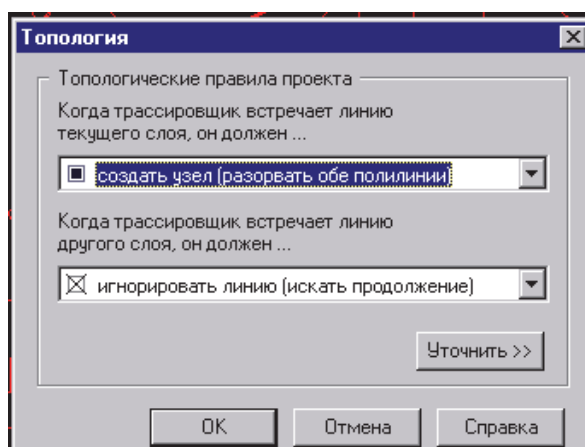 Топология
Топологические правила проекта
Когда трассировщик встречает линию
текущего слоя, он должен ...
создать узел (разорвать обе полилинии)
Когда трассировщик встречает линию
другого слоя, он должен ...
игнорировать линию (искать продолжение)
Уточнить >>
OK Отмена Справка